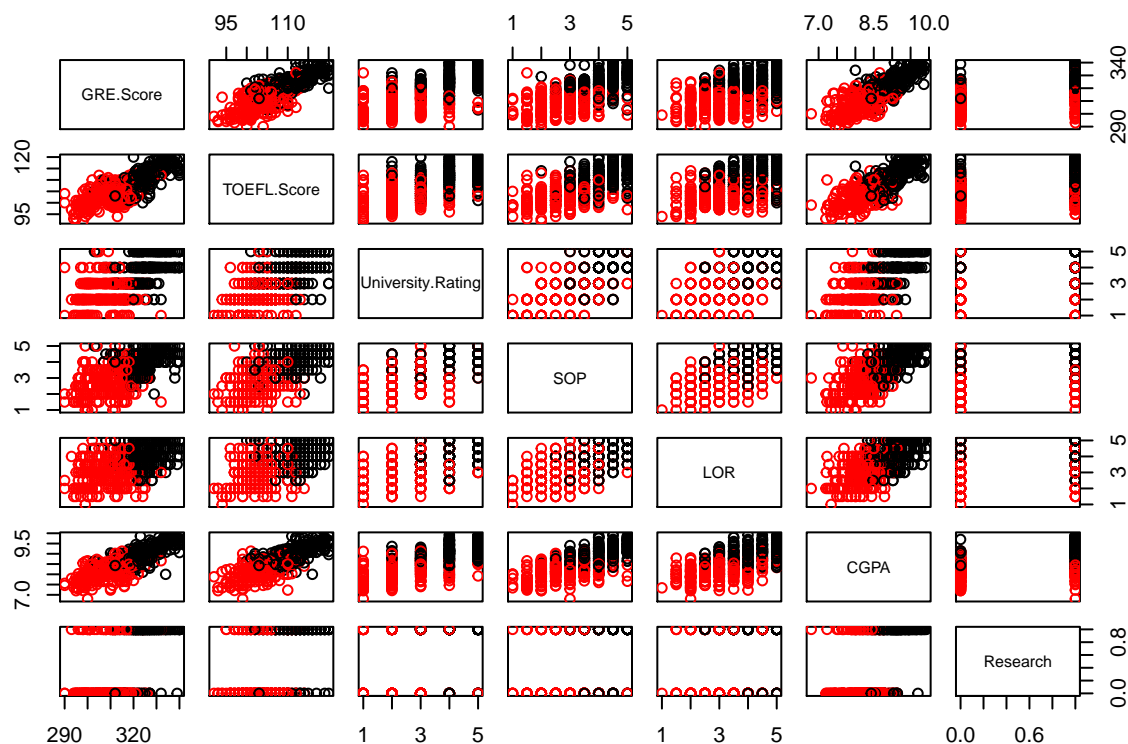 95 110 1 3 5 7.0 8.5 10.0
GRE.Score
290 340
95 120
TOEFL.Score
University.Rating
1 3 5
1 3 5
SOP
LOR
1 3 5
7.0 9.5
CGPA
Research
0.0 0.8
290 320 1 3 5 1 3 5 0.0 0.6